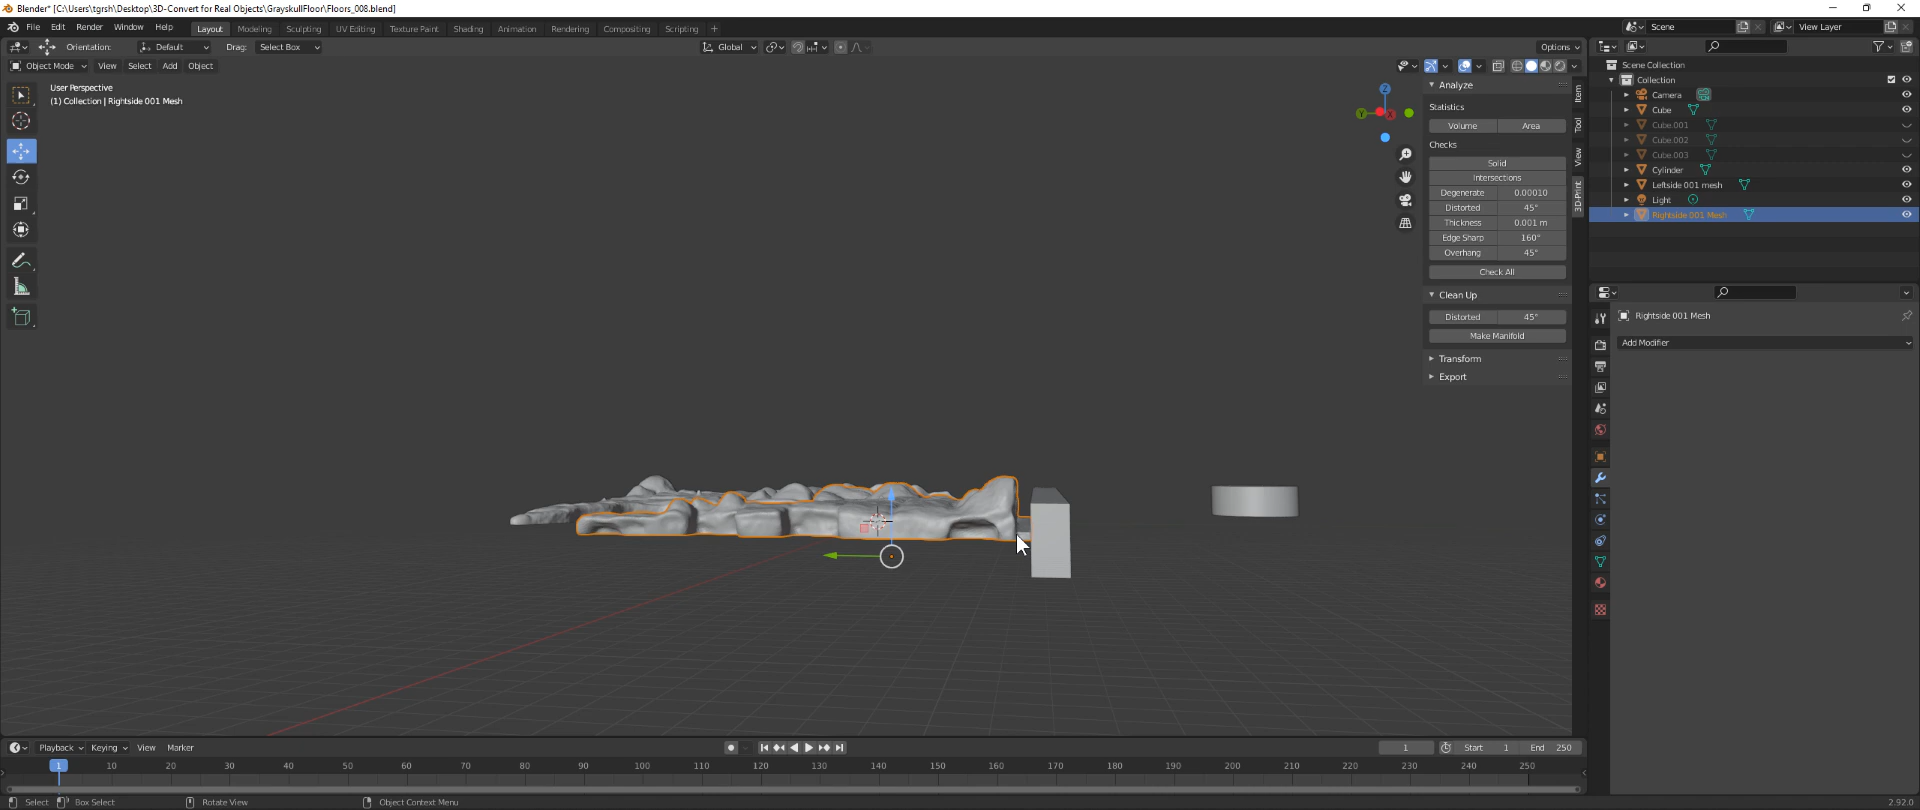 Blender* [C:\Users\tgrsh\Desktop\3D-Convert for Real Objects\GrayskullFloor\Floors_008.blend]
File Edit Render Window Help Layout Modeling Sculpting UV Editing Texture Paint Shading Animation Rendering Compositing Scripting + Scene View Layer
Orientation: Default Drag: Select Box Global Options
Object Mode View Select Add Object
Scene Collection
Collection
Camera
Cube
Cube.001
Cube.002
Cube.003
Cylinder
Leftside 001 mesh
Light
Rightside 001 Mesh
User Perspective
(1) Collection | Rightside 001 Mesh
Z
Y
X
Analyze
Statistics
Volume Area
Checks
Solid
Intersections
Degenerate 0.00010
Distorted 45°
Thickness 0.001 m
Edge Sharp 160°
Overhang 45°
Check All
Clean Up
Distorted 45°
Make Manifold
Transform
Export
Item
Tool
View
3D-Print
Rightside 001 Mesh
Add Modifier
Playback Keying View Marker 1 Start 1 End 250
1 10 20 30 40 50 60 70 80 90 100 110 120 130 140 150 160 170 180 190 200 210 220 230 240 250
Select Box Select Rotate View Object Context Menu 2.92.0